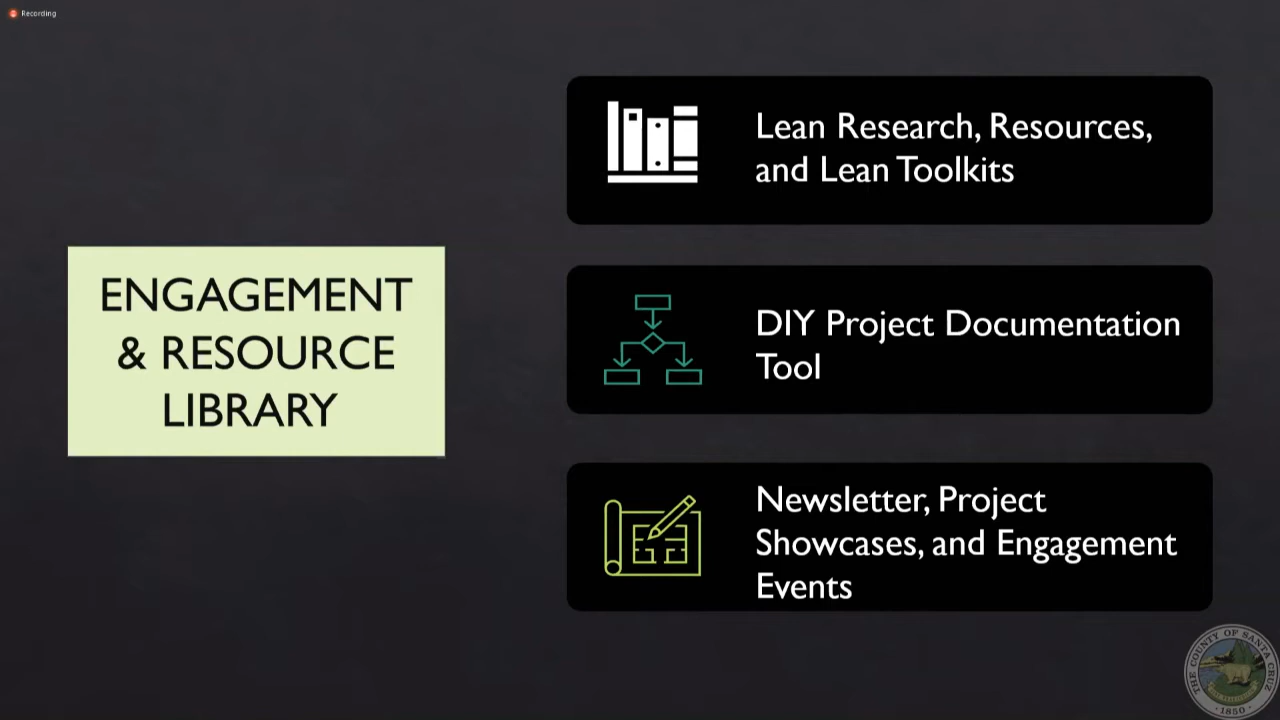 Recording
ENGAGEMENT
& RESOURCE
LIBRARY
Lean Research, Resources,
and Lean Toolkits
DIY Project Documentation
Tool
Newsletter, Project
Showcases, and Engagement
Events
THE COUNTY OF SANTA CRUZ
1850